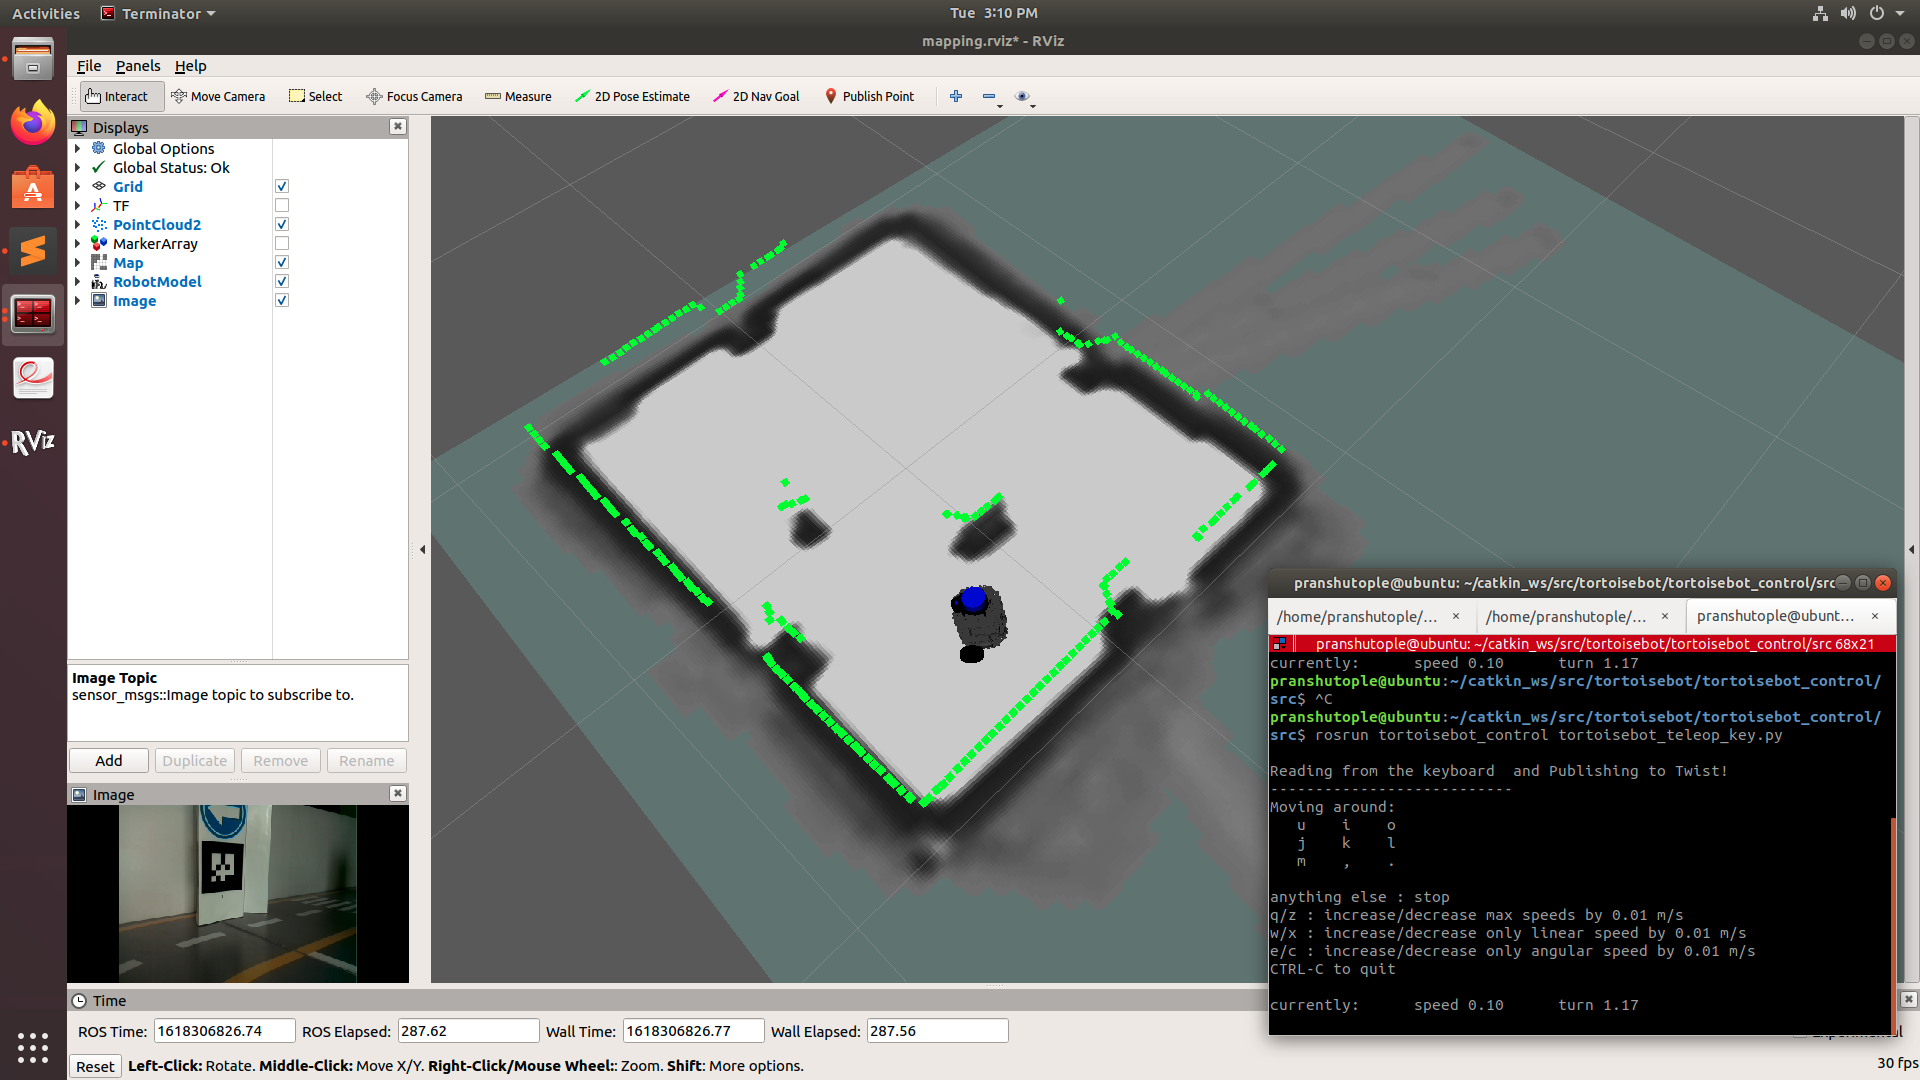 Activities Terminator Tue 3:10 PM
mapping.rviz* - RViz
File Panels Help
Interact Move Camera Select Focus Camera Measure 2D Pose Estimate 2D Nav Goal Publish Point
Displays
Global Options
Global Status: Ok
Grid
TF
PointCloud2
MarkerArray
Map
RobotModel
Image
RViz
Image Topic
sensor_msgs::Image topic to subscribe to.
Add Duplicate Remove Rename
Image
pranshutople@ubuntu: ~/catkin_ws/src/tortoisebot/tortoisebot_control/src
/home/pranshutople/... × /home/pranshutople/... × pranshutople@ubunt... ×
pranshutople@ubuntu: ~/catkin_ws/src/tortoisebot/tortoisebot_control/src 68x21
currently: speed 0.10 turn 1.17
pranshutople@ubuntu:~/catkin_ws/src/tortoisebot/tortoisebot_control/
src$ ^C
pranshutople@ubuntu:~/catkin_ws/src/tortoisebot/tortoisebot_control/
src$ rosrun tortoisebot_control tortoisebot_teleop_key.py
Reading from the keyboard and Publishing to Twist!
---------------------------
Moving around:
u i o
j k l
m , .
anything else : stop
q/z : increase/decrease max speeds by 0.01 m/s
w/x : increase/decrease only linear speed by 0.01 m/s
e/c : increase/decrease only angular speed by 0.01 m/s
CTRL-C to quit
currently: speed 0.10 turn 1.17
Time
ROS Time: 1618306826.74 ROS Elapsed: 287.62 Wall Time: 1618306826.77 Wall Elapsed: 287.56
Reset Left-Click: Rotate. Middle-Click: Move X/Y. Right-Click/Mouse Wheel:: Zoom. Shift: More options. 30 fps